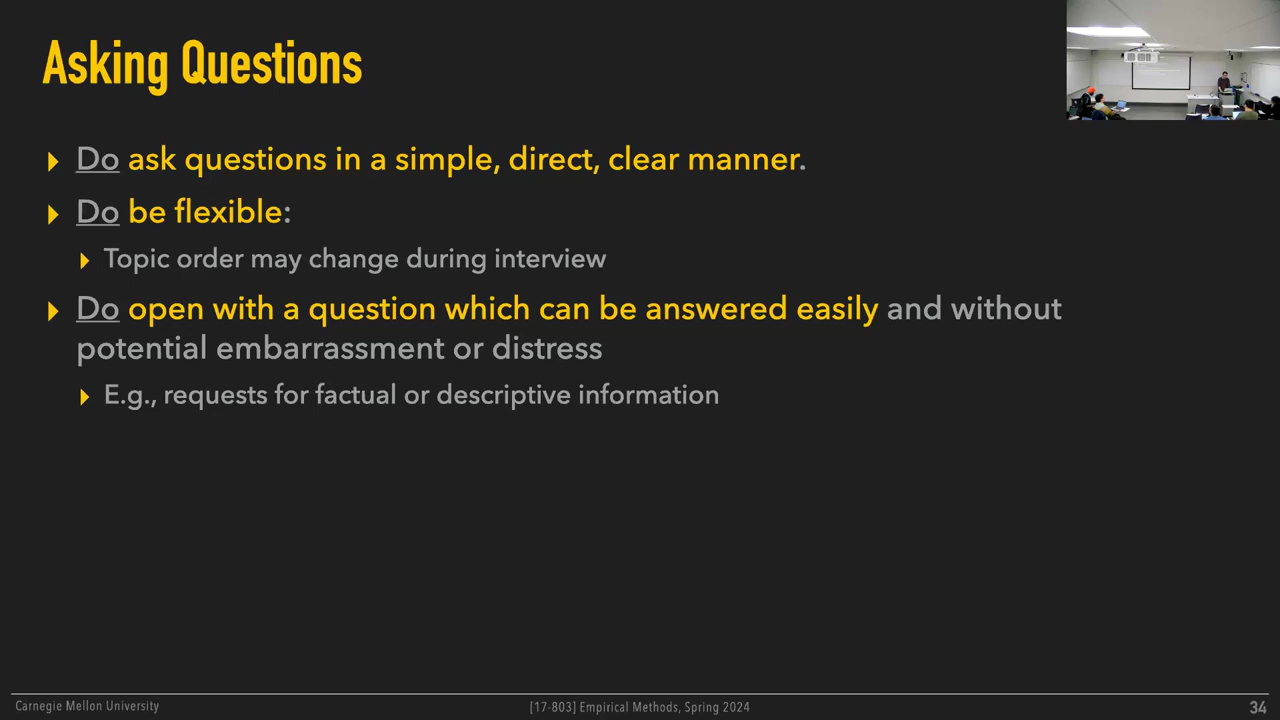 Asking Questions
Do ask questions in a simple, direct, clear manner.
Do be flexible:
Topic order may change during interview
Do open with a question which can be answered easily and without
potential embarrassment or distress
E.g., requests for factual or descriptive information
Carnegie Mellon University
[17-803] Empirical Methods, Spring 2024
34